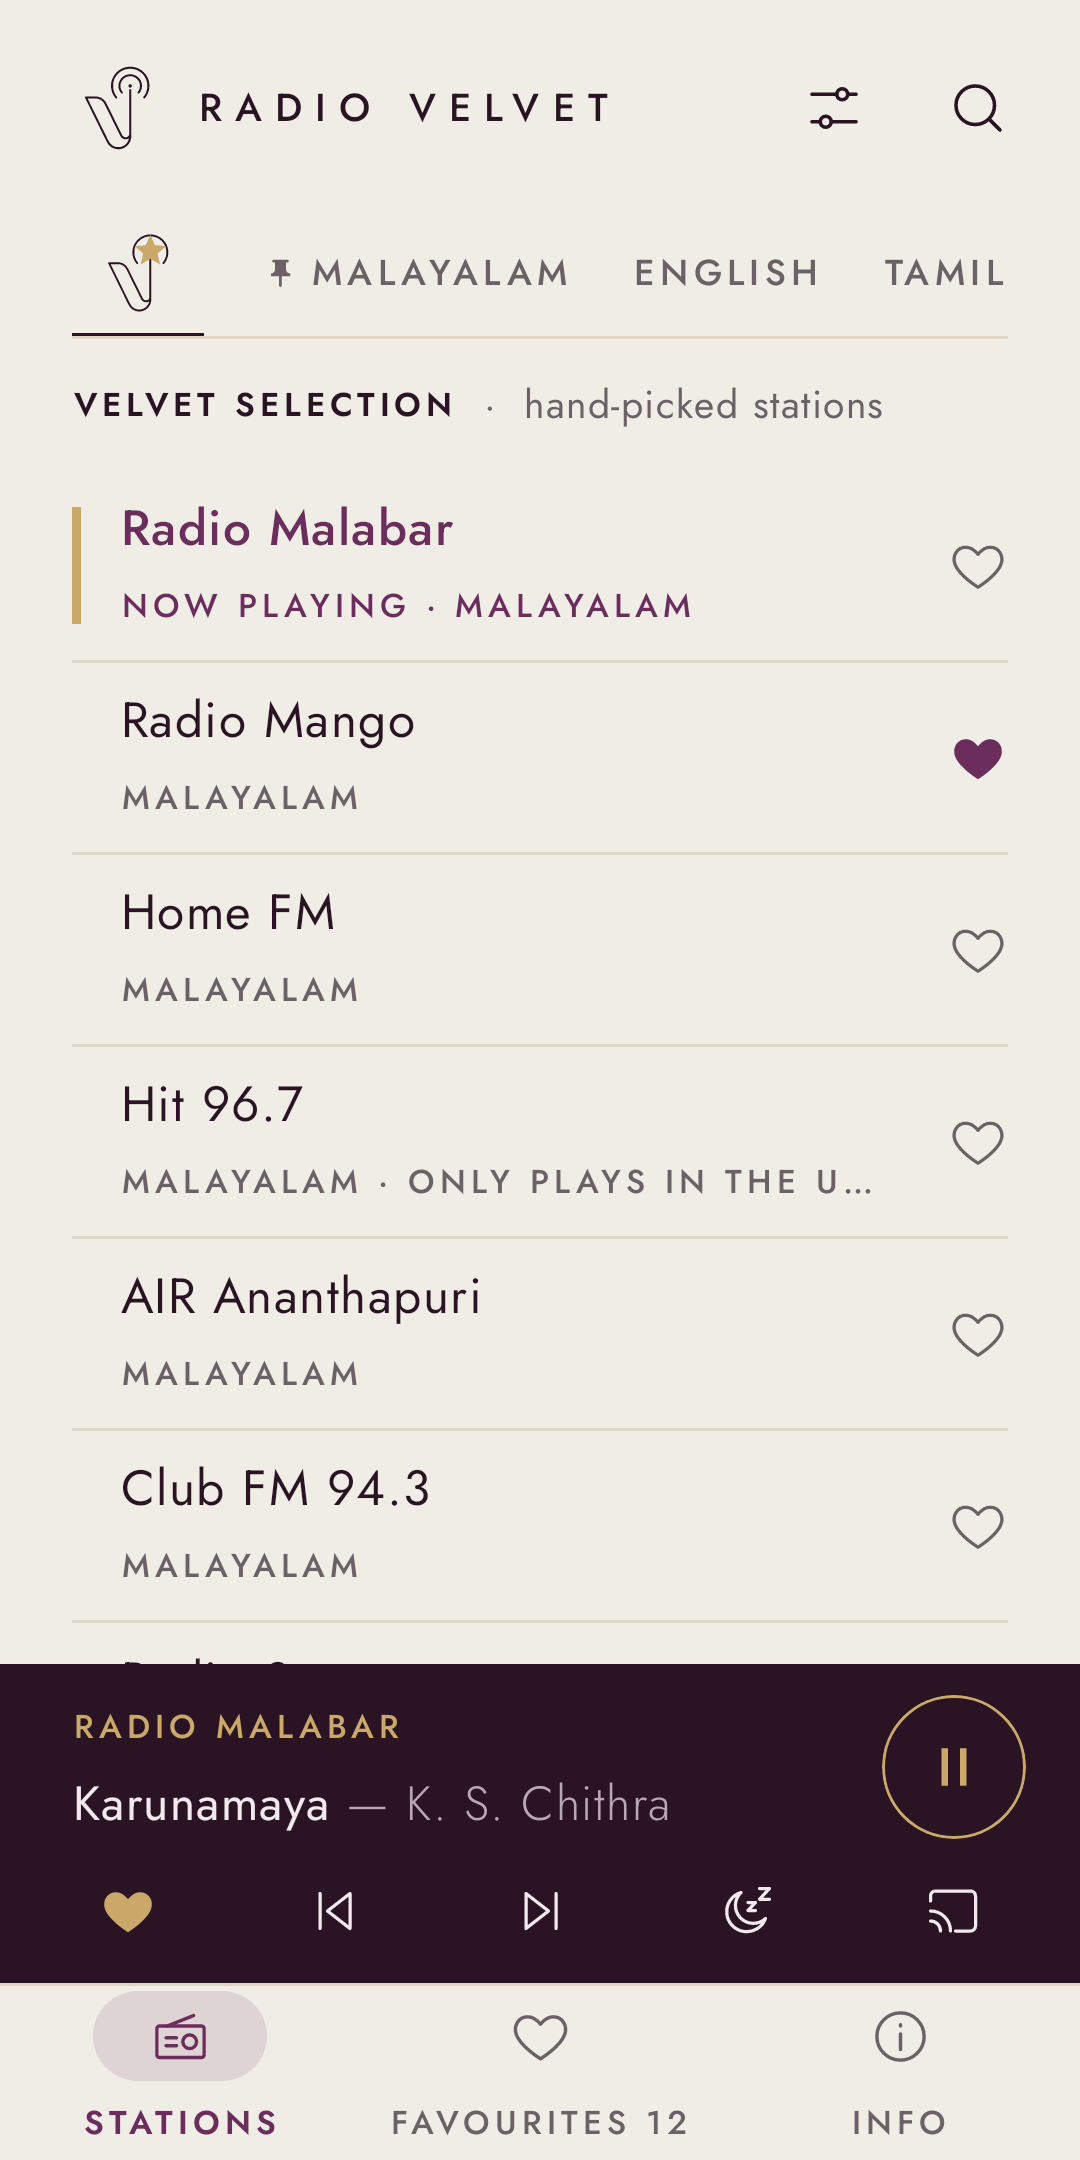 RADIO VELVET
MALAYALAM ENGLISH TAMIL
VELVET SELECTION · hand-picked stations
Radio Malabar
NOW PLAYING · MALAYALAM
Radio Mango
MALAYALAM
Home FM
MALAYALAM
Hit 96.7
MALAYALAM · ONLY PLAYS IN THE U...
AIR Ananthapuri
MALAYALAM
Club FM 94.3
MALAYALAM
RADIO MALABAR
Karunamaya — K. S. Chithra
STATIONS FAVOURITES 12 INFO